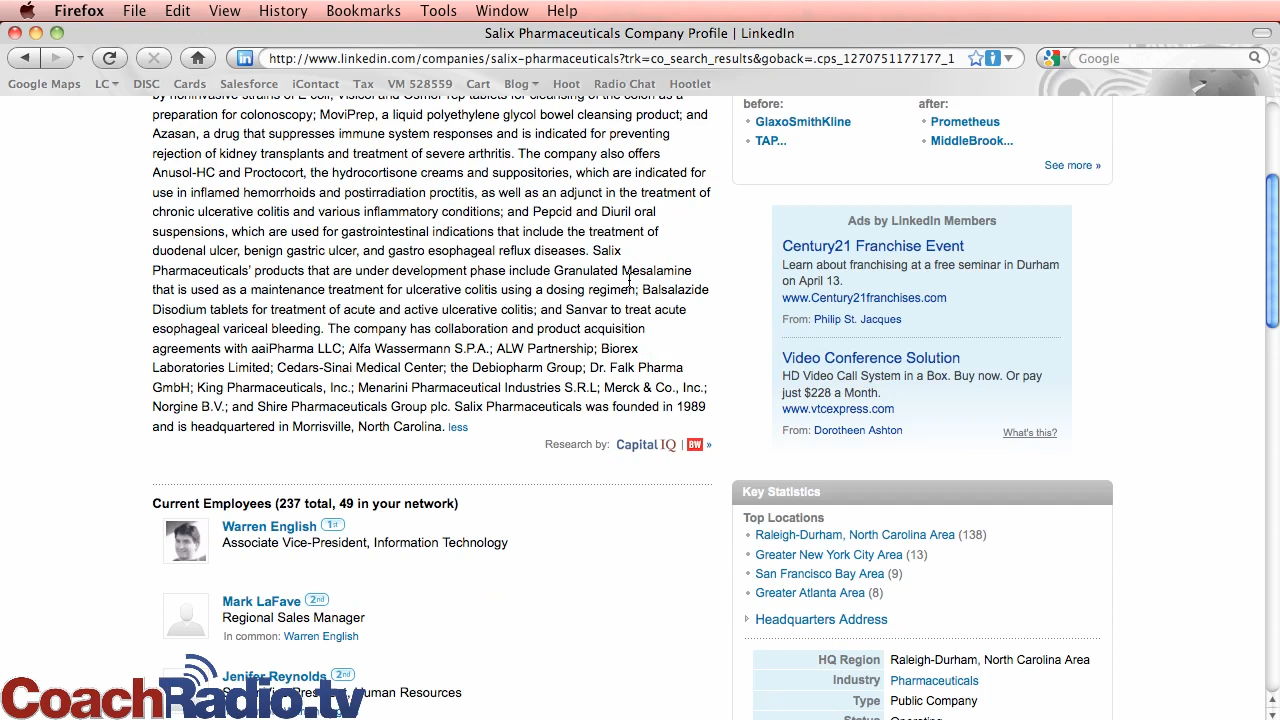 Firefox File Edit View History Bookmarks Tools Window Help
Salix Pharmaceuticals Company Profile | LinkedIn
in http://www.linkedin.com/companies/salix-pharmaceuticals?trk=co_search_results&goback=.cps_1270751177177_1 Google
Google Maps LC DISC Cards Salesforce iContact Tax VM 528559 Cart Blog Hoot Radio Chat Hootlet
by noninvasive strains of E coli;
preparation for colonoscopy; MoviPrep, a liquid polyethylene glycol bowel cleansing product; and
Azasan, a drug that suppresses immune system responses and is indicated for preventing
rejection of kidney transplants and treatment of severe arthritis. The company also offers
Anusol-HC and Proctocort, the hydrocortisone creams and suppositories, which are indicated for
use in inflamed hemorrhoids and postirradiation proctitis, as well as an adjunct in the treatment of
chronic ulcerative colitis and various inflammatory conditions; and Pepcid and Diuril oral
suspensions, which are used for gastrointestinal indications that include the treatment of
duodenal ulcer, benign gastric ulcer, and gastro esophageal reflux diseases. Salix
Pharmaceuticals' products that are under development phase include Granulated Mesalamine
that is used as a maintenance treatment for ulcerative colitis using a dosing regimen; Balsalazide
Disodium tablets for treatment of acute and active ulcerative colitis; and Sanvar to treat acute
esophageal variceal bleeding. The company has collaboration and product acquisition
agreements with aaiPharma LLC; Alfa Wassermann S.P.A.; ALW Partnership; Biorex
Laboratories Limited; Cedars-Sinai Medical Center; the Debiopharm Group; Dr. Falk Pharma
GmbH; King Pharmaceuticals, Inc.; Menarini Pharmaceutical Industries S.R.L; Merck & Co., Inc.;
Norgine B.V.; and Shire Pharmaceuticals Group plc. Salix Pharmaceuticals was founded in 1989
and is headquartered in Morrisville, North Carolina. less
Research by: Capital IQ | BW »
Current Employees (237 total, 49 in your network)
Warren English 1st
Associate Vice-President, Information Technology
Mark LaFave 2nd
Regional Sales Manager
In common: Warren English
Jenifer Reynolds 2nd
Human Resources
CoachRadio.tv
before: after:
GlaxoSmithKline Prometheus
TAP... MiddleBrook...
See more »
Ads by LinkedIn Members
Century21 Franchise Event
Learn about franchising at a free seminar in Durham
on April 13.
www.Century21franchises.com
From: Philip St. Jacques
Video Conference Solution
HD Video Call System in a Box. Buy now. Or pay
just $228 a Month.
www.vtcexpress.com
From: Dorotheen Ashton What's this?
Key Statistics
Top Locations
Raleigh-Durham, North Carolina Area (138)
Greater New York City Area (13)
San Francisco Bay Area (9)
Greater Atlanta Area (8)
Headquarters Address
HQ Region Raleigh-Durham, North Carolina Area
Industry Pharmaceuticals
Type Public Company
Status Operating